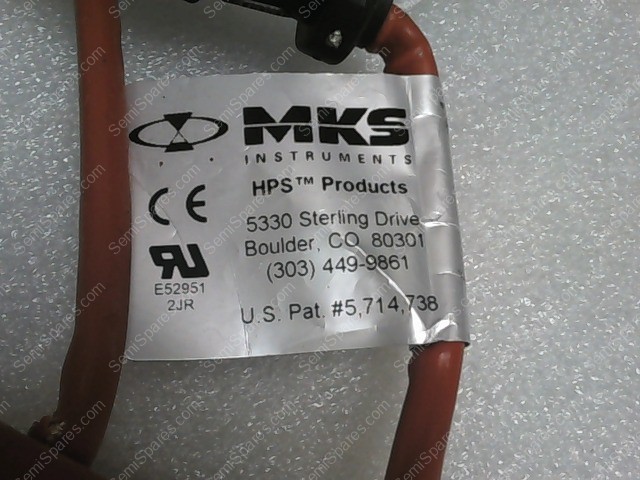 MKS
INSTRUMENTS
HPS™ Products
CE
5330 Sterling Drive
Boulder, CO 80301
(303) 449-9861
E52951
2JR
U.S. Pat. #5,714,738
SemiSpares.com